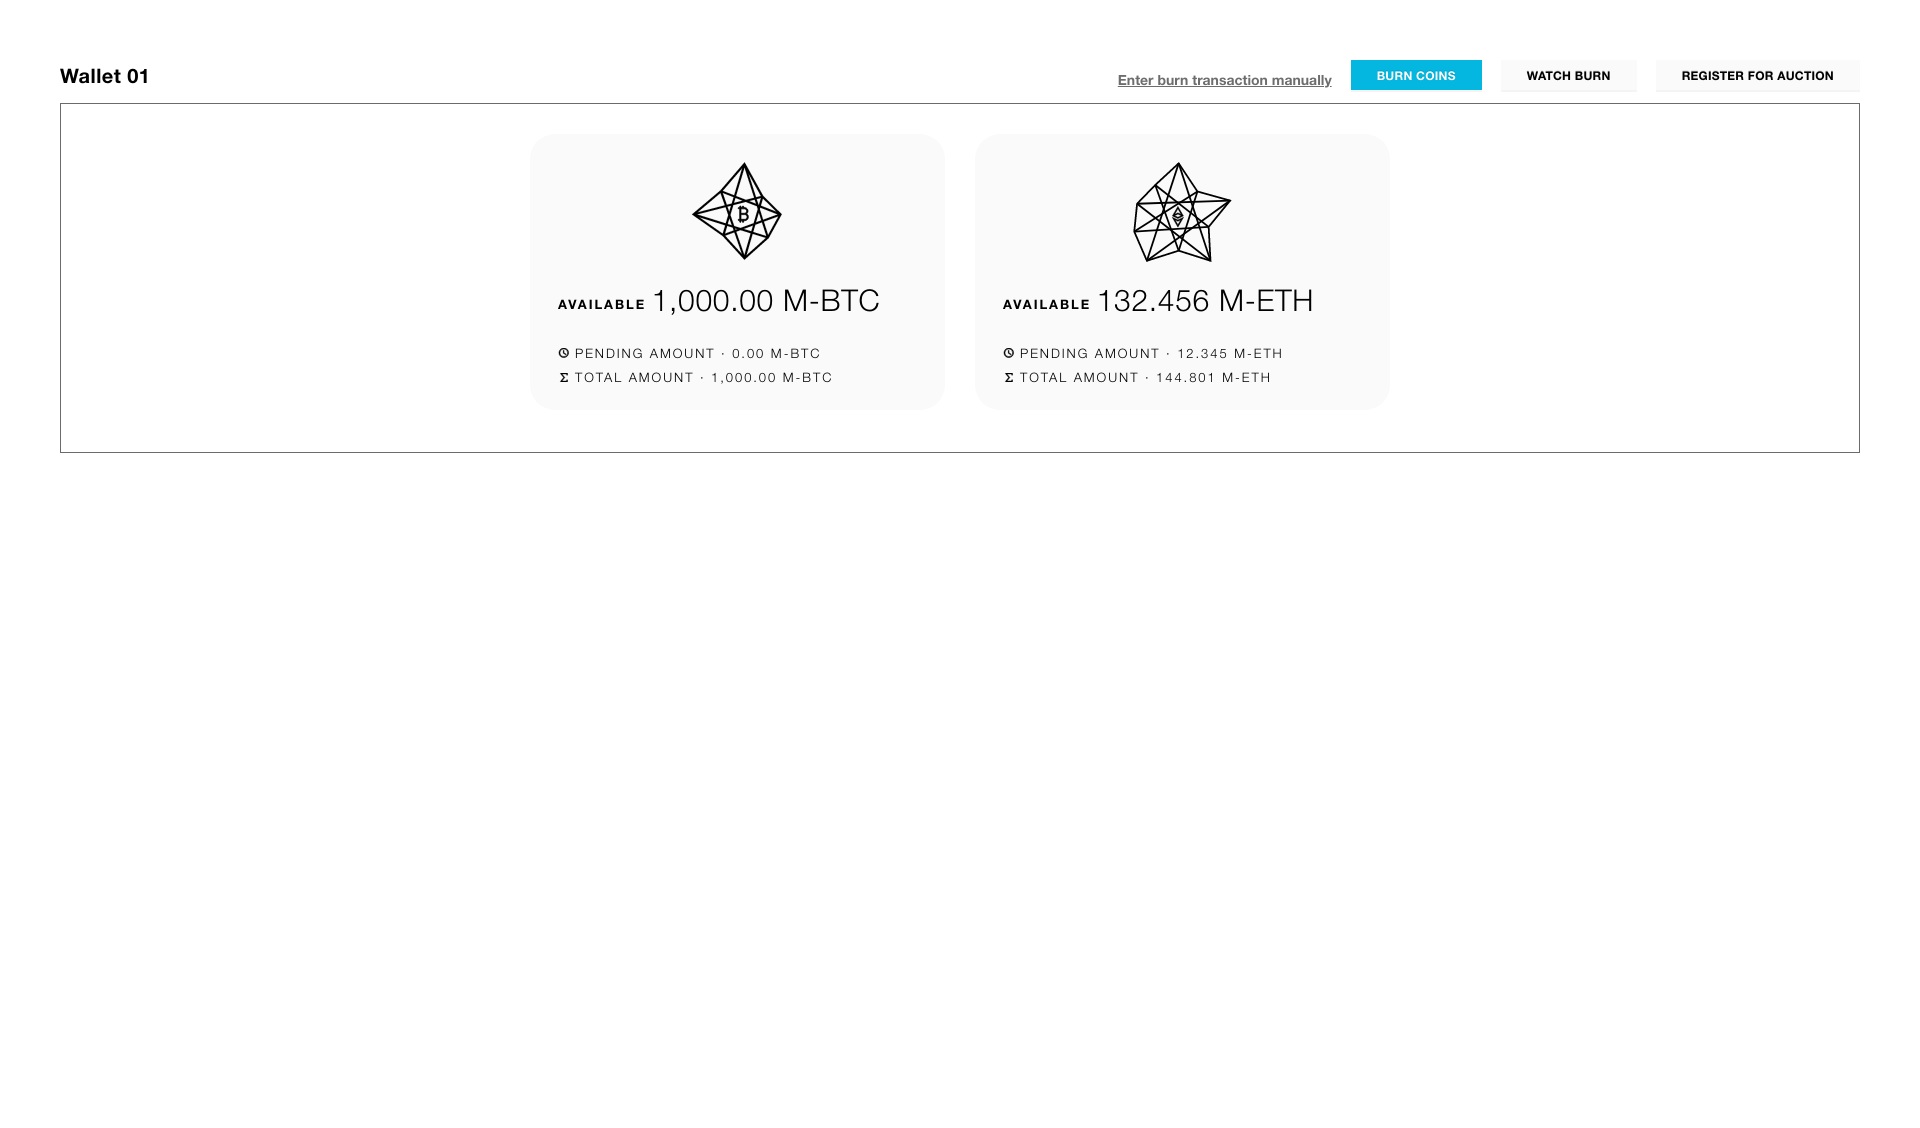 Wallet 01
Enter burn transaction manually
BURN COINS
WATCH BURN
REGISTER FOR AUCTION
AVAILABLE 1,000.00 M-BTC
PENDING AMOUNT · 0.00 M-BTC
Σ TOTAL AMOUNT · 1,000.00 M-BTC
AVAILABLE 132.456 M-ETH
PENDING AMOUNT · 12.345 M-ETH
Σ TOTAL AMOUNT · 144.801 M-ETH